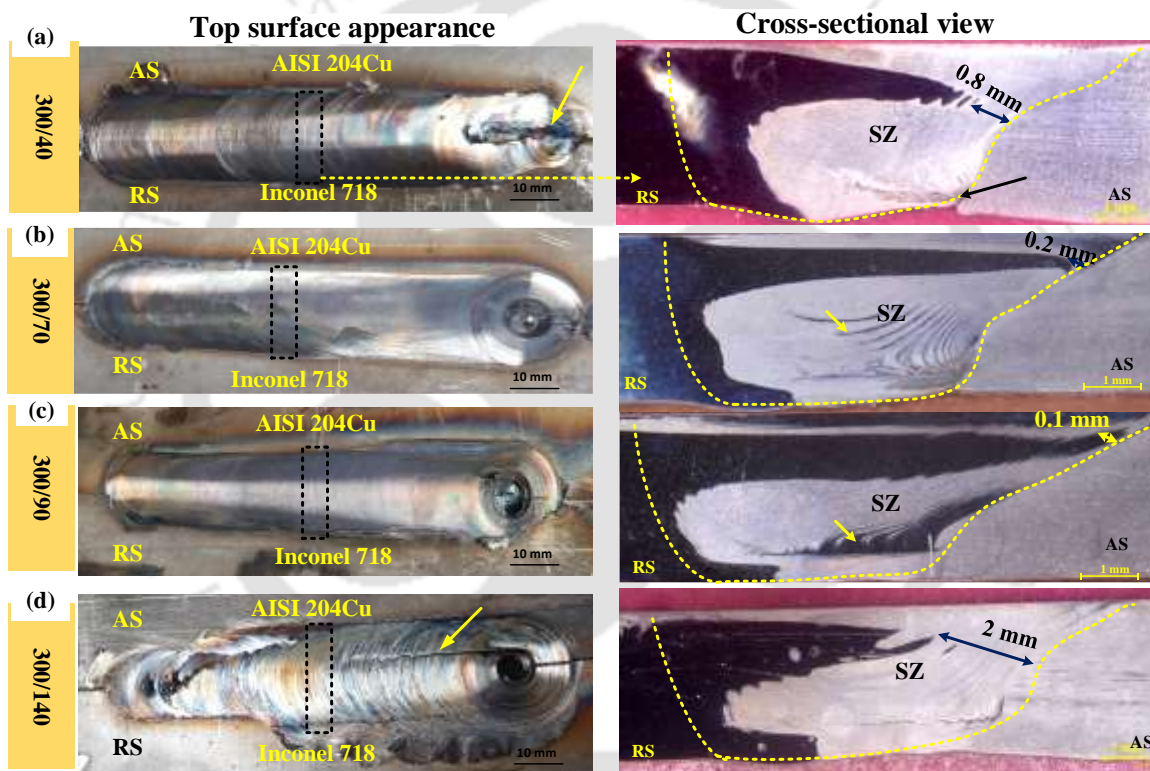 Top surface appearance
Cross-sectional view
(a)
300/40
AS
AISI 204Cu
RS
Inconel 718
10 mm
0.8 mm
SZ
RS
AS
(b)
300/70
AS
AISI 204Cu
RS
Inconel 718
10 mm
0.2 mm
SZ
RS
AS
1 mm
(c)
300/90
AS
AISI 204Cu
RS
Inconel 718
10 mm
0.1 mm
SZ
RS
AS
1 mm
(d)
300/140
AS
AISI 204Cu
RS
Inconel 718
10 mm
2 mm
SZ
RS
AS